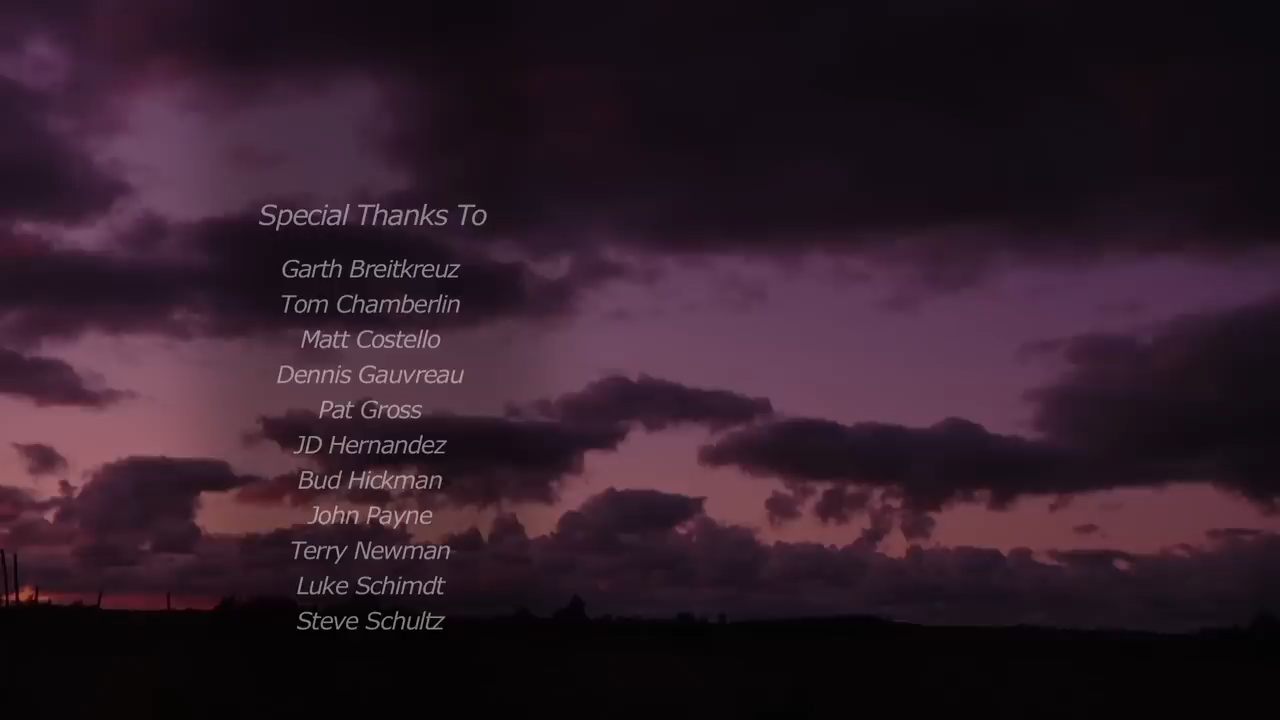 Special Thanks To
Garth Breitkreuz
Tom Chamberlin
Matt Costello
Dennis Gauvreau
Pat Gross
JD Hernandez
Bud Hickman
John Payne
Terry Newman
Luke Schimdt
Steve Schultz